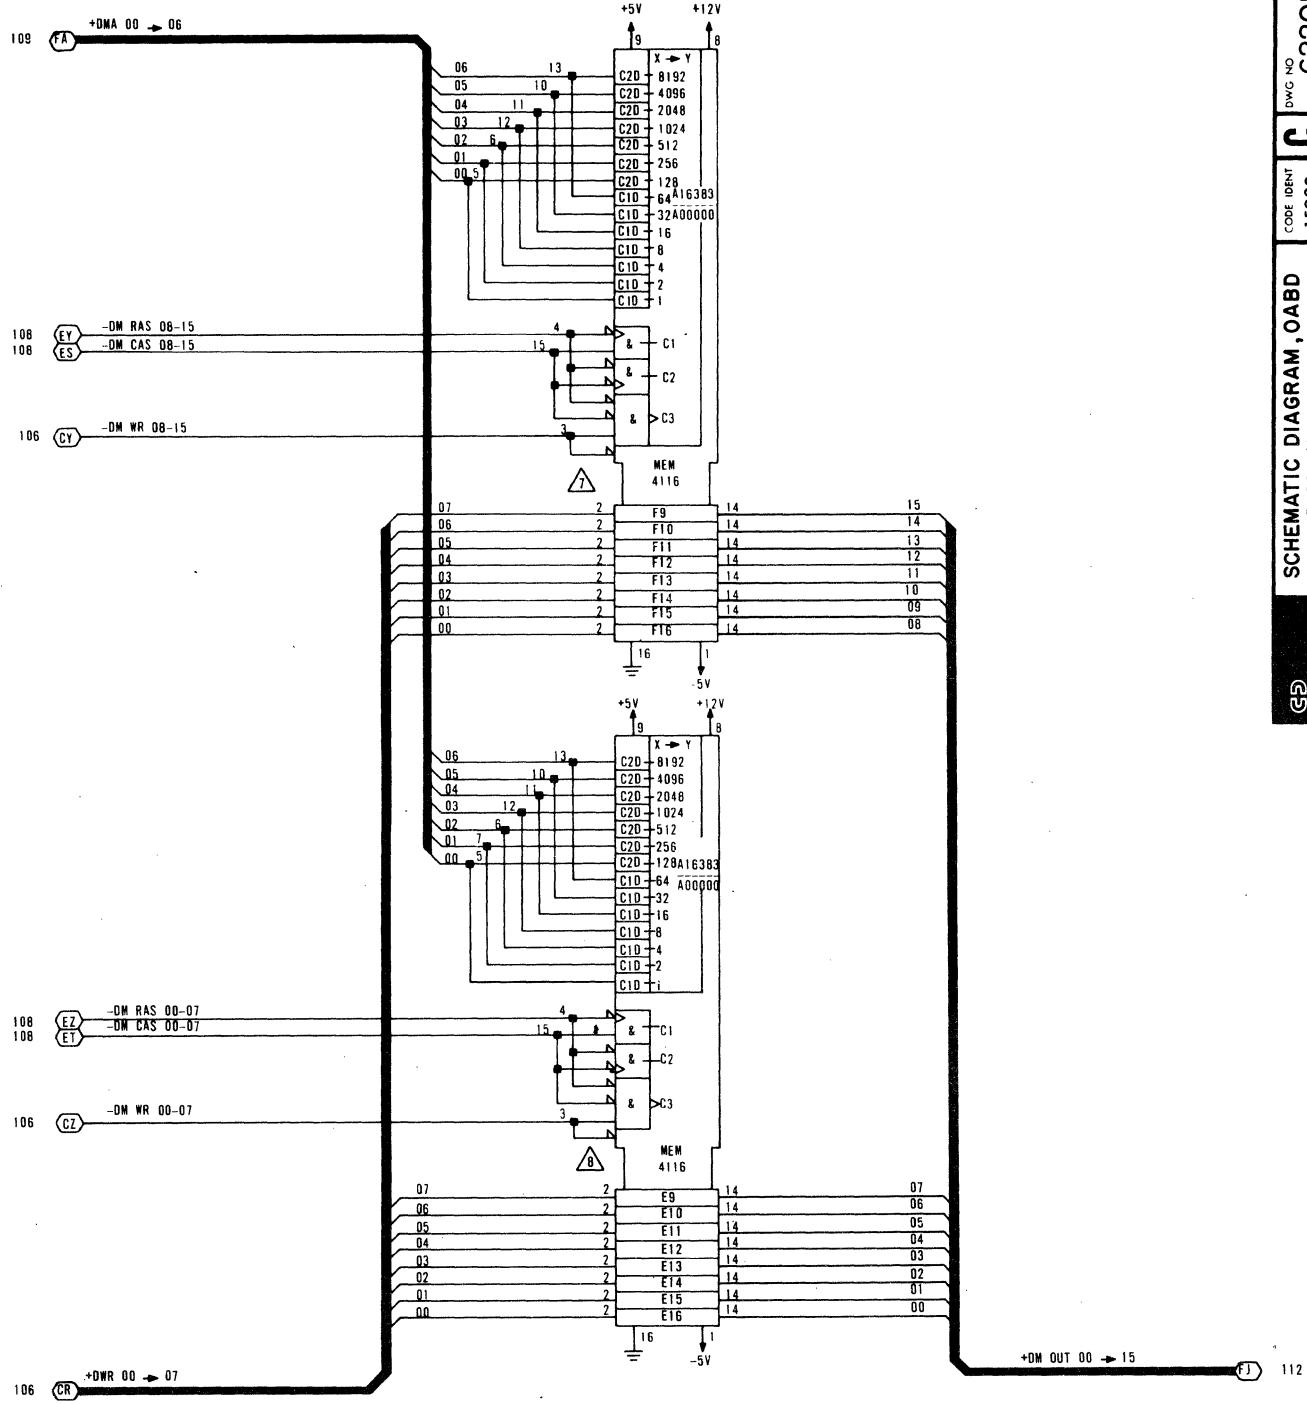 +5V +12V
+DMA 00 → 06
109 FA
9 8
X → Y
06 13 C2D 8192
05 10 C2D 4096
04 11 C2D 2048
03 12 C2D 1024
02 6 C2D 512
01 C2D 256
00 5 C2D 128
C1D 64 A16383
C1D 32 A00000
C1D 16
C1D 8
C1D 4
C1D 2
C1D 1
108 EY -DM RAS 08-15 4 & C1
108 ES -DM CAS 08-15 15 & C2
& C3
106 CY -DM WR 08-15 3
7
MEM
4116
07 2 F9 14 15
06 2 F10 14 14
05 2 F11 14 13
04 2 F12 14 12
03 2 F13 14 11
02 2 F14 14 10
01 2 F15 14 09
00 2 F16 14 08
16 1
-5V
+5V +12V
9 8
X → Y
06 13 C2D 8192
05 10 C2D 4096
04 11 C2D 2048
03 12 C2D 1024
02 6 C2D 512
01 7 C2D 256
00 5 C2D 128 A16383
C1D 64 A00000
C1D 32
C1D 16
C1D 8
C1D 4
C1D 2
C1D 1
108 EZ -DM RAS 00-07 4 & C1
108 ET -DM CAS 00-07 15 & C2
& C3
106 CZ -DM WR 00-07 3
8
MEM
4116
07 2 E9 14 07
06 2 E10 14 06
05 2 E11 14 05
04 2 E12 14 04
03 2 E13 14 03
02 2 E14 14 02
01 2 E15 14 01
00 2 E16 14 00
16 1
-5V
+DWR 00 → 07
106 CR
+DM OUT 00 → 15
FJ 112
SCHEMATIC DIAGRAM, OABD
CODE IDENT
C
DWG NO